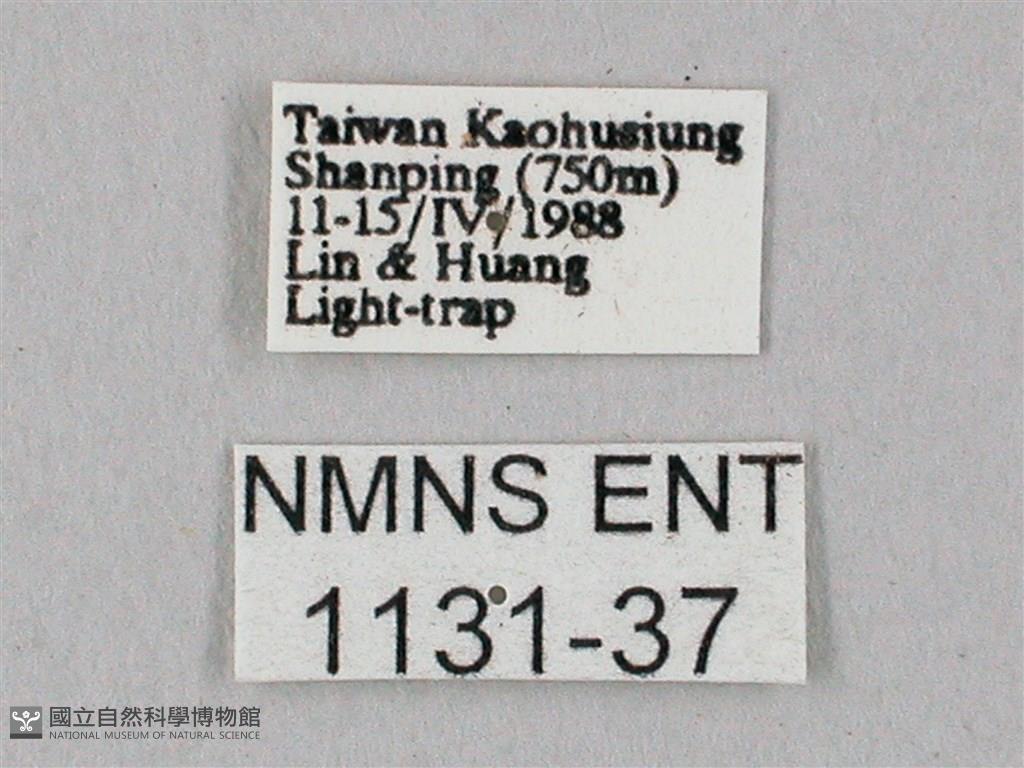 Taiwan Kaohusiung
Shanping (750m)
11-15/IV/1988
Lin & Huang
Light-trap
NMNS ENT
1131-37
國立自然科學博物館
NATIONAL MUSEUM OF NATURAL SCIENCE